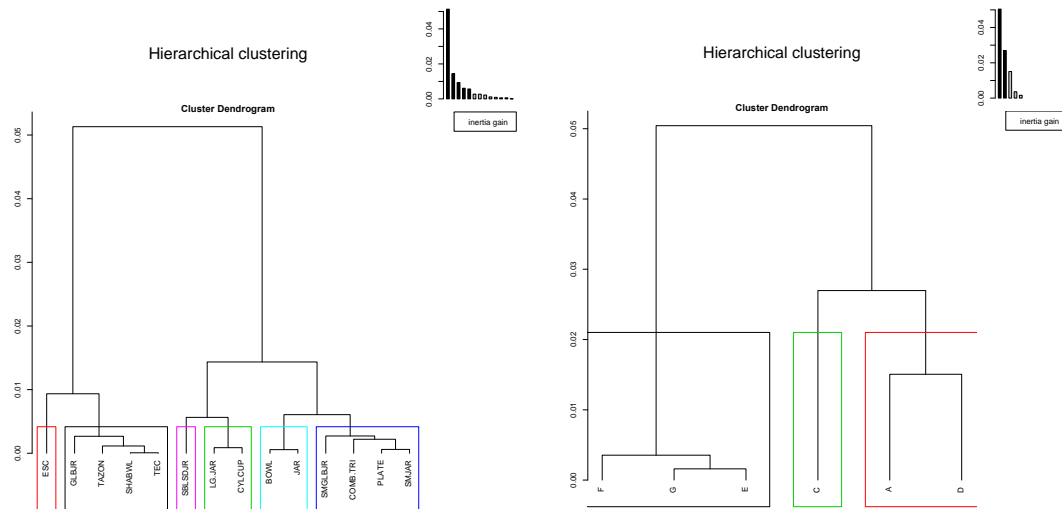 Hierarchical clustering
0.00 0.02 0.04
inertia gain
Cluster Dendrogram
0.00 0.01 0.02 0.03 0.04 0.05
ESC
GLBJR
TAZON
SHABWL
TEC
SBLSDJR
LG.JAR
CYLCUP
BOWL
JAR
SMGLBJR
COMB.TRI
PLATE
SMJAR
Hierarchical clustering
0.00 0.02 0.04
inertia gain
Cluster Dendrogram
0.00 0.01 0.02 0.03 0.04 0.05
F
G
E
C
A
D